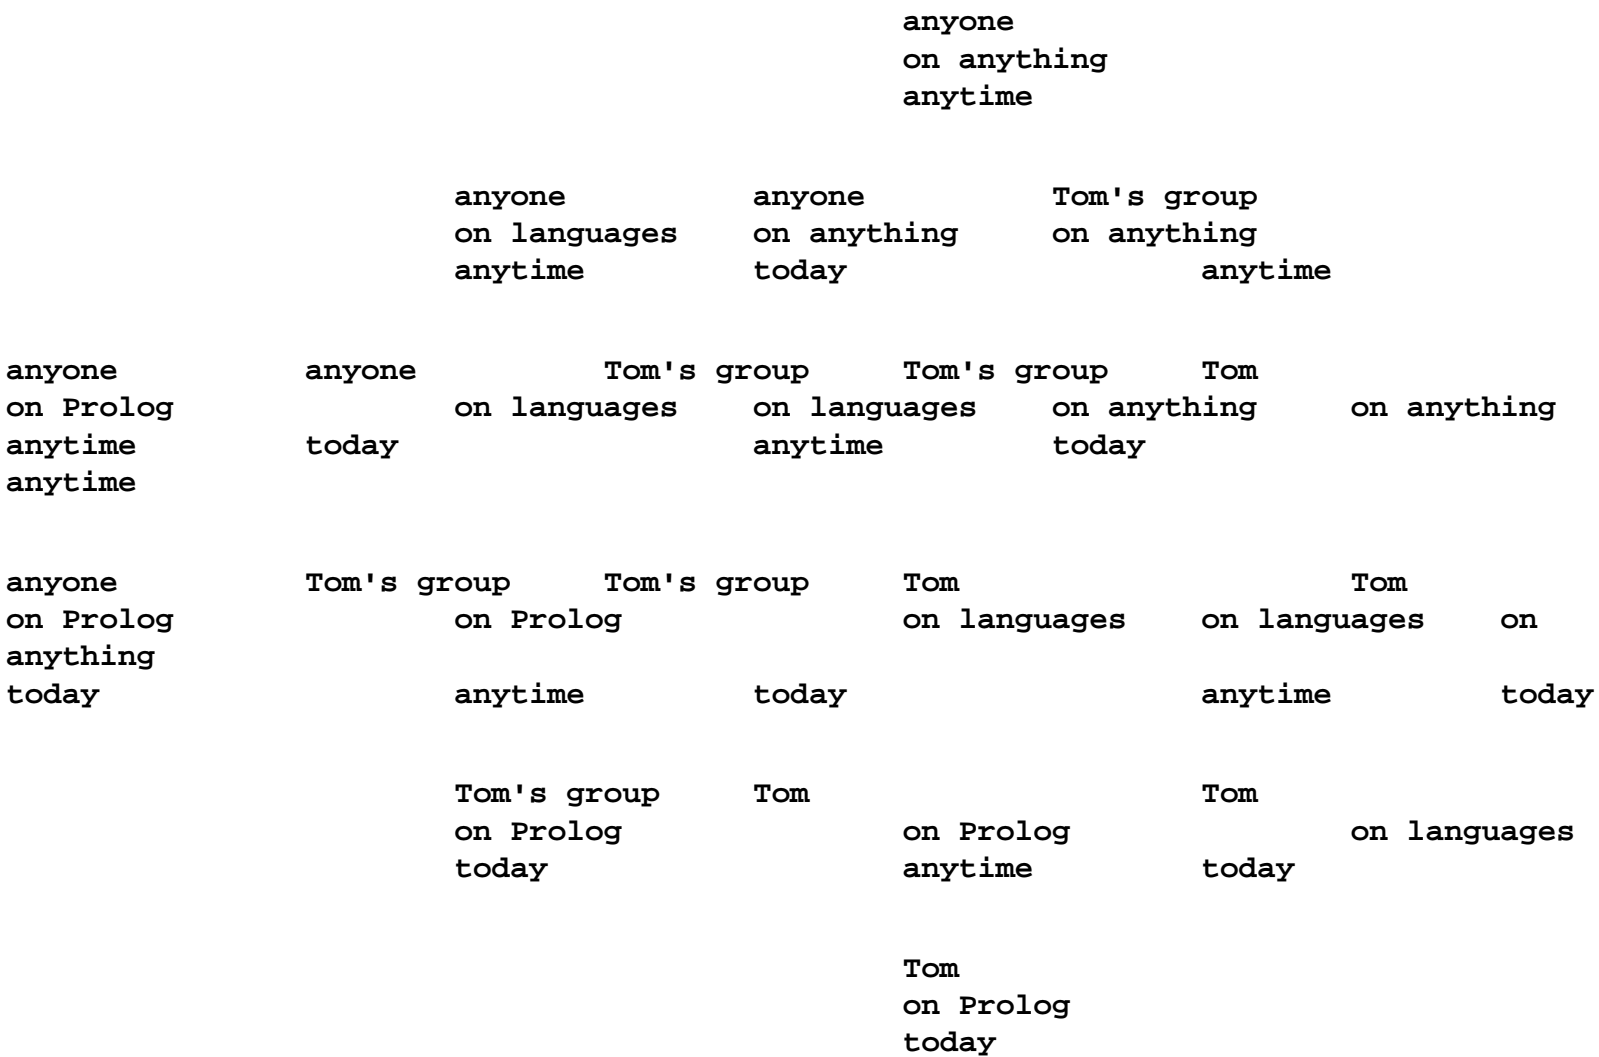 anyone
on anything
anytime
anyone anyone Tom's group
on languages on anything on anything
anytime today anytime
anyone anyone Tom's group Tom's group Tom
on Prolog on languages on languages on anything on anything
anytime today anytime today
anytime
anyone Tom's group Tom's group Tom Tom
on Prolog on Prolog on languages on languages on
anything
today anytime today anytime today
Tom's group Tom Tom
on Prolog on Prolog on languages
today anytime today
Tom
on Prolog
today